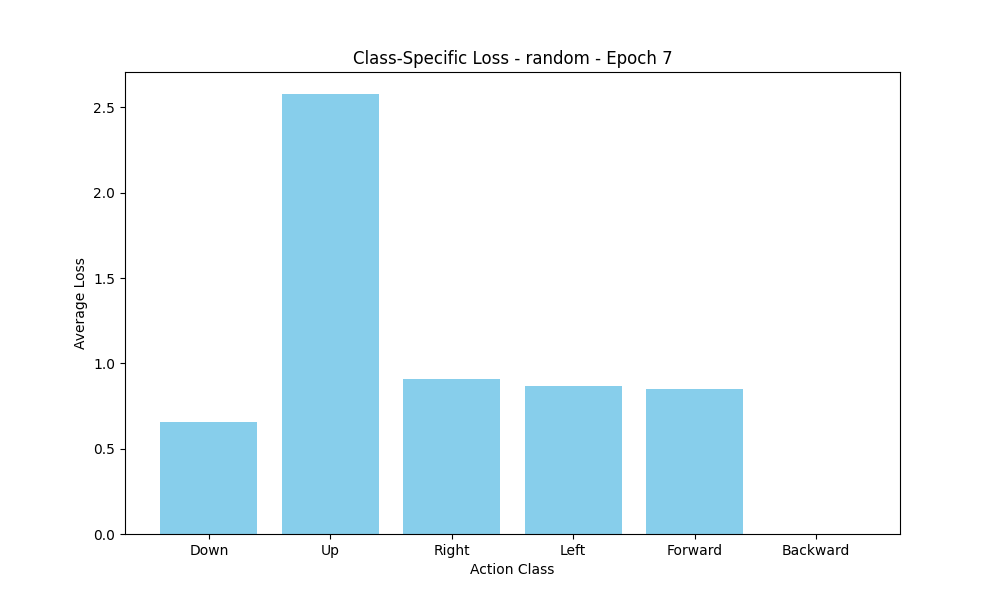 Class-Specific Loss - random - Epoch 7
Average Loss
2.5
2.0
1.5
1.0
0.5
0.0
Down Up Right Left Forward Backward
Action Class